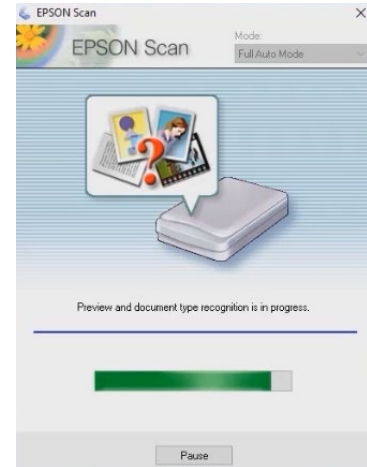 EPSON Scan
EPSON Scan
Mode:
Full Auto Mode
?
Preview and document type recognition is in progress.
Pause